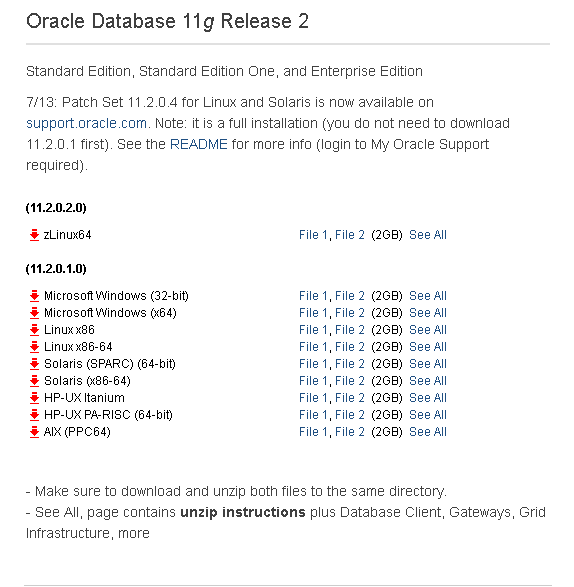 Oracle Database 11g Release 2
Standard Edition, Standard Edition One, and Enterprise Edition
7/13: Patch Set 11.2.0.4 for Linux and Solaris is now available on
support.oracle.com. Note: it is a full installation (you do not need to download
11.2.0.1 first). See the README for more info (login to My Oracle Support
required).
(11.2.0.2.0)
zLinux64 File 1, File 2 (2GB) See All
(11.2.0.1.0)
Microsoft Windows (32-bit) File 1, File 2 (2GB) See All
Microsoft Windows (x64) File 1, File 2 (2GB) See All
Linux x86 File 1, File 2 (2GB) See All
Linux x86-64 File 1, File 2 (2GB) See All
Solaris (SPARC) (64-bit) File 1, File 2 (2GB) See All
Solaris (x86-64) File 1, File 2 (2GB) See All
HP-UX Itanium File 1, File 2 (2GB) See All
HP-UX PA-RISC (64-bit) File 1, File 2 (2GB) See All
AIX (PPC64) File 1, File 2 (2GB) See All
- Make sure to download and unzip both files to the same directory.
- See All, page contains unzip instructions plus Database Client, Gateways, Grid
Infrastructure, more